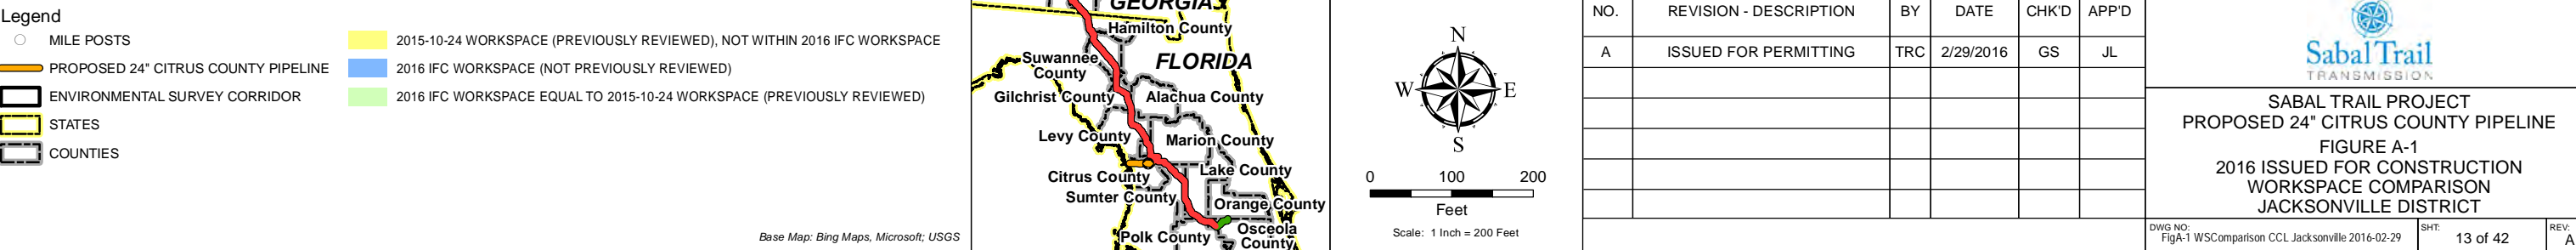 Legend
MILE POSTS
PROPOSED 24" CITRUS COUNTY PIPELINE
ENVIRONMENTAL SURVEY CORRIDOR
STATES
COUNTIES
2015-10-24 WORKSPACE (PREVIOUSLY REVIEWED), NOT WITHIN 2016 IFC WORKSPACE
2016 IFC WORKSPACE (NOT PREVIOUSLY REVIEWED)
2016 IFC WORKSPACE EQUAL TO 2015-10-24 WORKSPACE (PREVIOUSLY REVIEWED)
Base Map: Bing Maps, Microsoft; USGS
GEORGIA
Hamilton County
Suwannee
County
FLORIDA
Gilchrist County
Alachua County
Levy County
Marion County
Lake County
Citrus County
Sumter County
Orange County
Polk County
Osceola
County
N
W
E
S
0 100 200
Feet
Scale: 1 Inch = 200 Feet
NO. REVISION - DESCRIPTION BY DATE CHK'D APP'D
A ISSUED FOR PERMITTING TRC 2/29/2016 GS JL
Sabal Trail
TRANSMISSION
SABAL TRAIL PROJECT
PROPOSED 24" CITRUS COUNTY PIPELINE
FIGURE A-1
2016 ISSUED FOR CONSTRUCTION
WORKSPACE COMPARISON
JACKSONVILLE DISTRICT
DWG NO:
FigA-1 WSComparison CCL Jacksonville 2016-02-29
SHT:
13 of 42
REV:
A